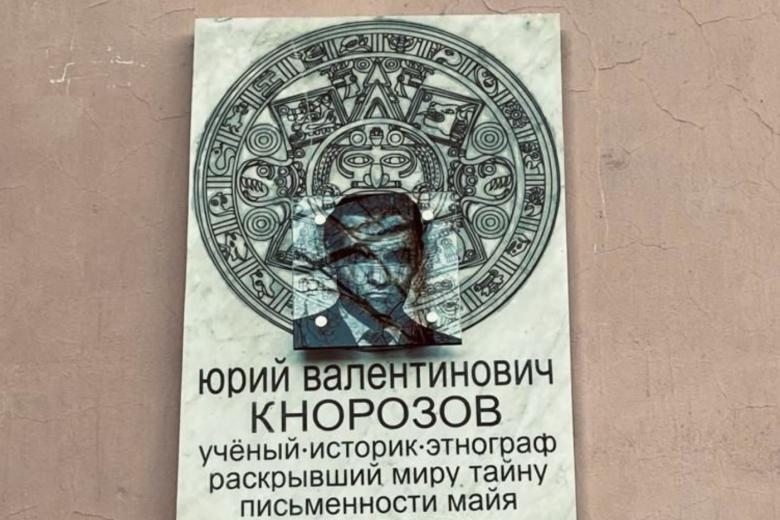 юрий валентинович
КНОРОЗОВ
учёный·историк·этнограф
раскрывший миру тайну
письменности майя